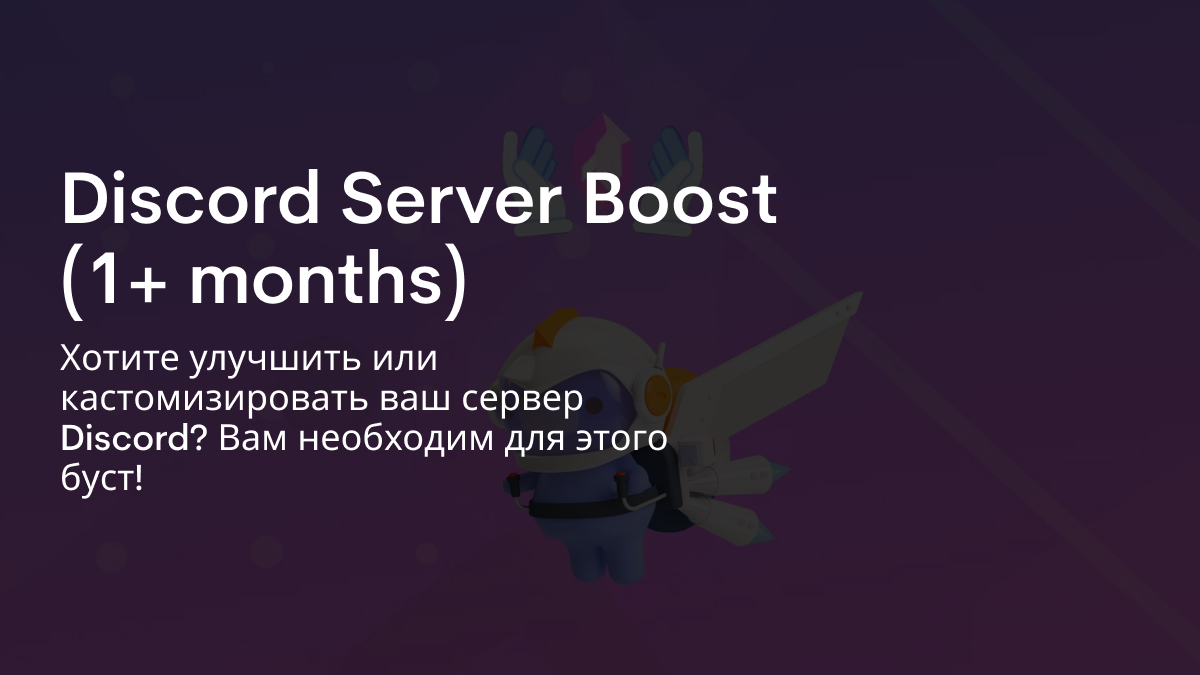 Discord Server Boost
(1+ months)
Хотите улучшить или
кастомизировать ваш сервер
Discord? Вам необходим для этого
буст!